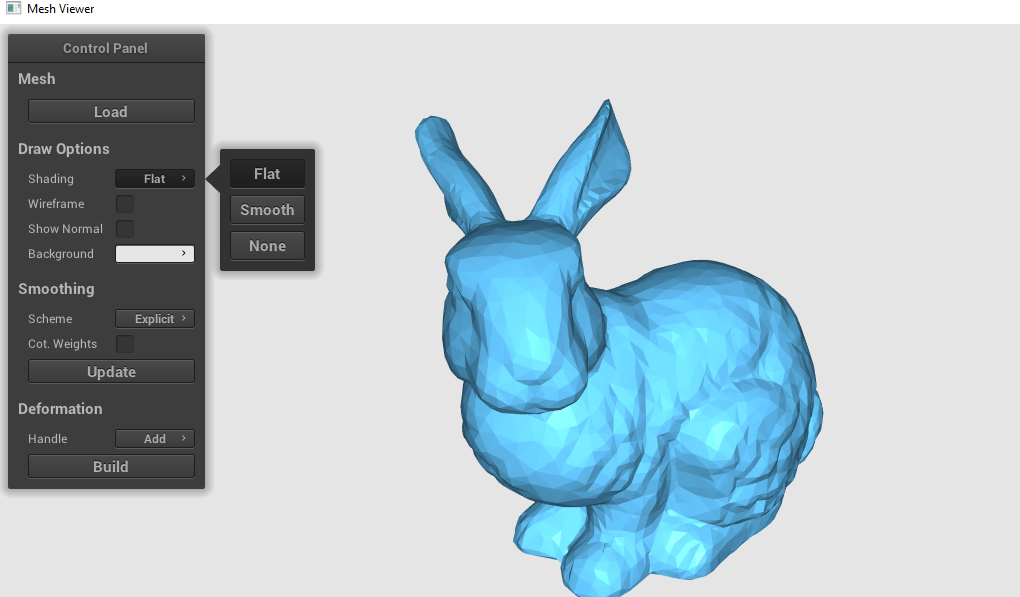 Mesh Viewer
Control Panel
Mesh
Load
Draw Options
Shading Flat
Wireframe
Show Normal
Background
Smoothing
Scheme Explicit
Cot. Weights
Update
Deformation
Handle Add
Build
Flat
Smooth
None